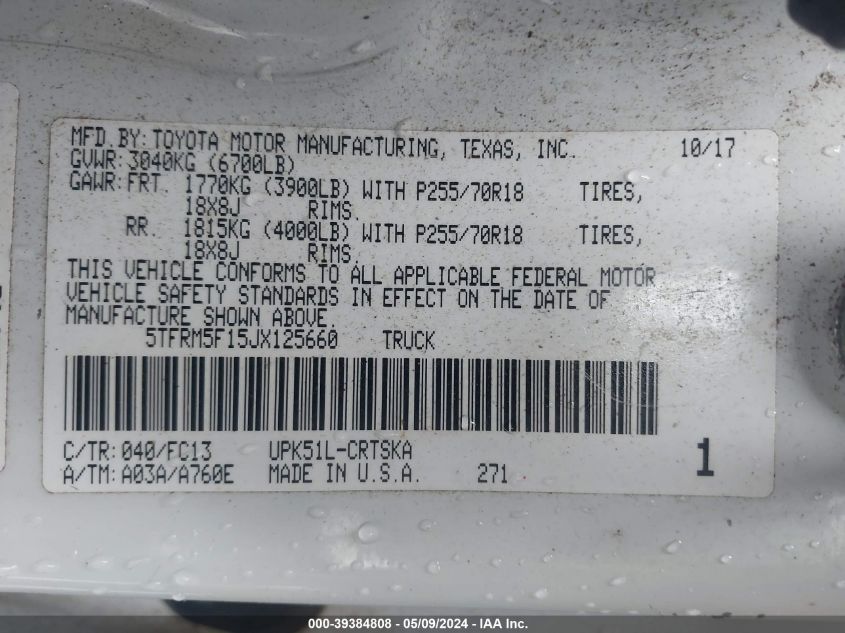 MFD. BY: TOYOTA MOTOR MANUFACTURING, TEXAS, INC. 10/17
GVWR: 3040KG (6700LB)
GAWR: FRT. 1770KG (3900LB) WITH P255/70R18 TIRES,
18X8J RIMS.
RR. 1815KG (4000LB) WITH P255/70R18 TIRES,
18X8J RIMS.
THIS VEHICLE CONFORMS TO ALL APPLICABLE FEDERAL MOTOR
VEHICLE SAFETY STANDARDS IN EFFECT ON THE DATE OF
MANUFACTURE SHOWN ABOVE.
5TFRM5F15JX125660 TRUCK
C/TR: 040/FC13 UPK51L-CRTSKA
A/TM: A03A/A760E MADE IN U.S.A. 271 1
000-39384808 - 05/09/2024 - IAA Inc.